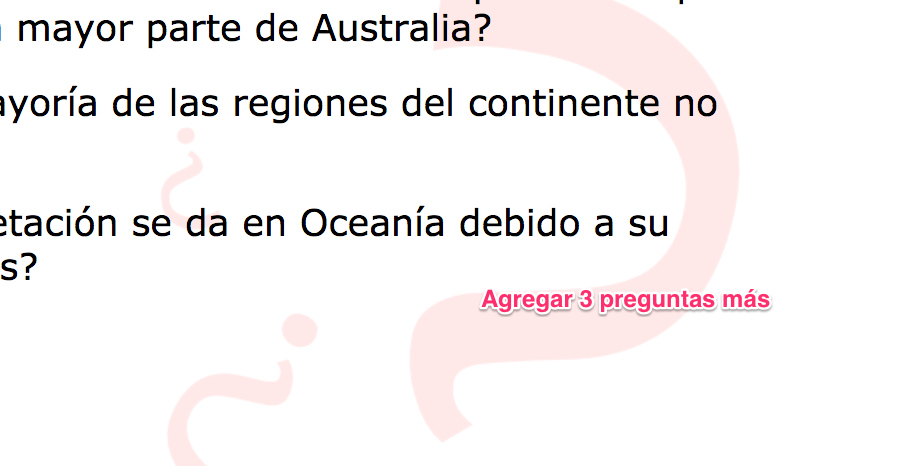 mayor parte de Australia?
ayoría de las regiones del continente no
etación se da en Oceanía debido a su
s?
Agregar 3 preguntas más